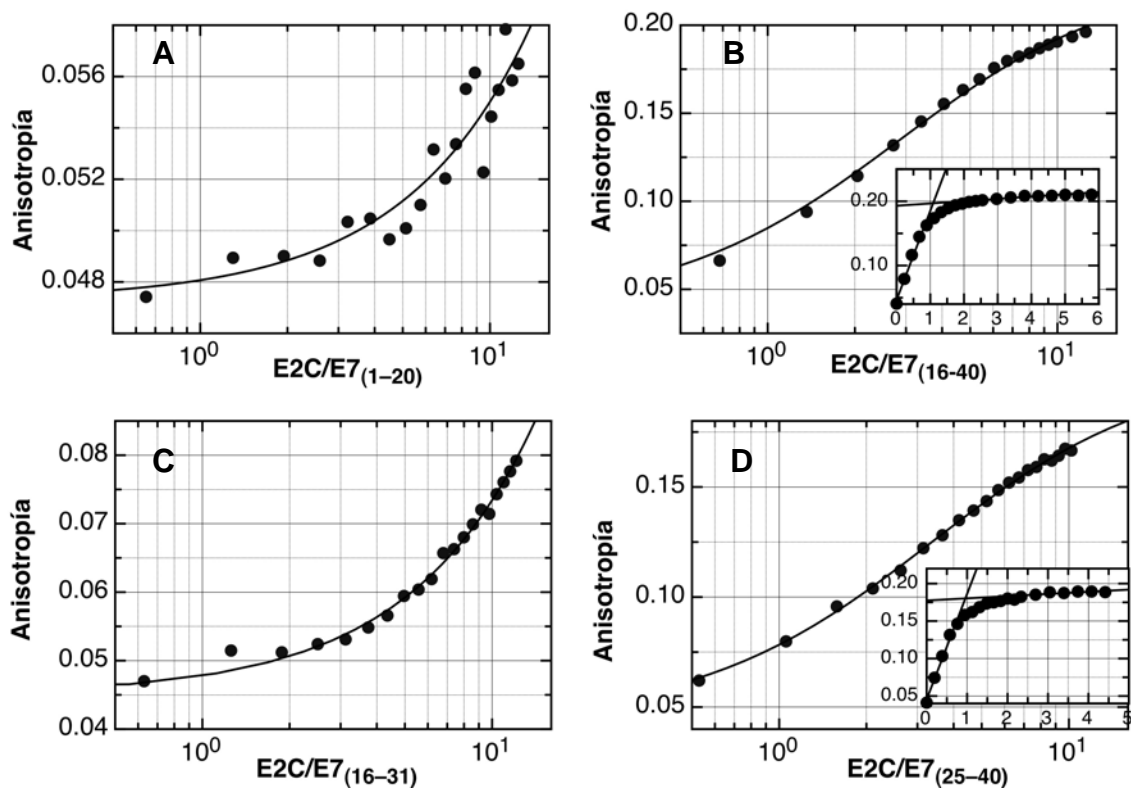 A
Anisotropía
0.056
0.052
0.048
10⁰
10¹
E2C/E7(1–20)
B
Anisotropía
0.20
0.15
0.10
0.05
10⁰
10¹
E2C/E7(16-40)
0.20
0.10
0 1 2 3 4 5 6
C
Anisotropía
0.08
0.07
0.06
0.05
0.04
10⁰
10¹
E2C/E7(16–31)
D
Anisotropía
0.15
0.10
0.05
10⁰
10¹
E2C/E7(25–40)
0.20
0.15
0.10
0.05
0 1 2 3 4 5